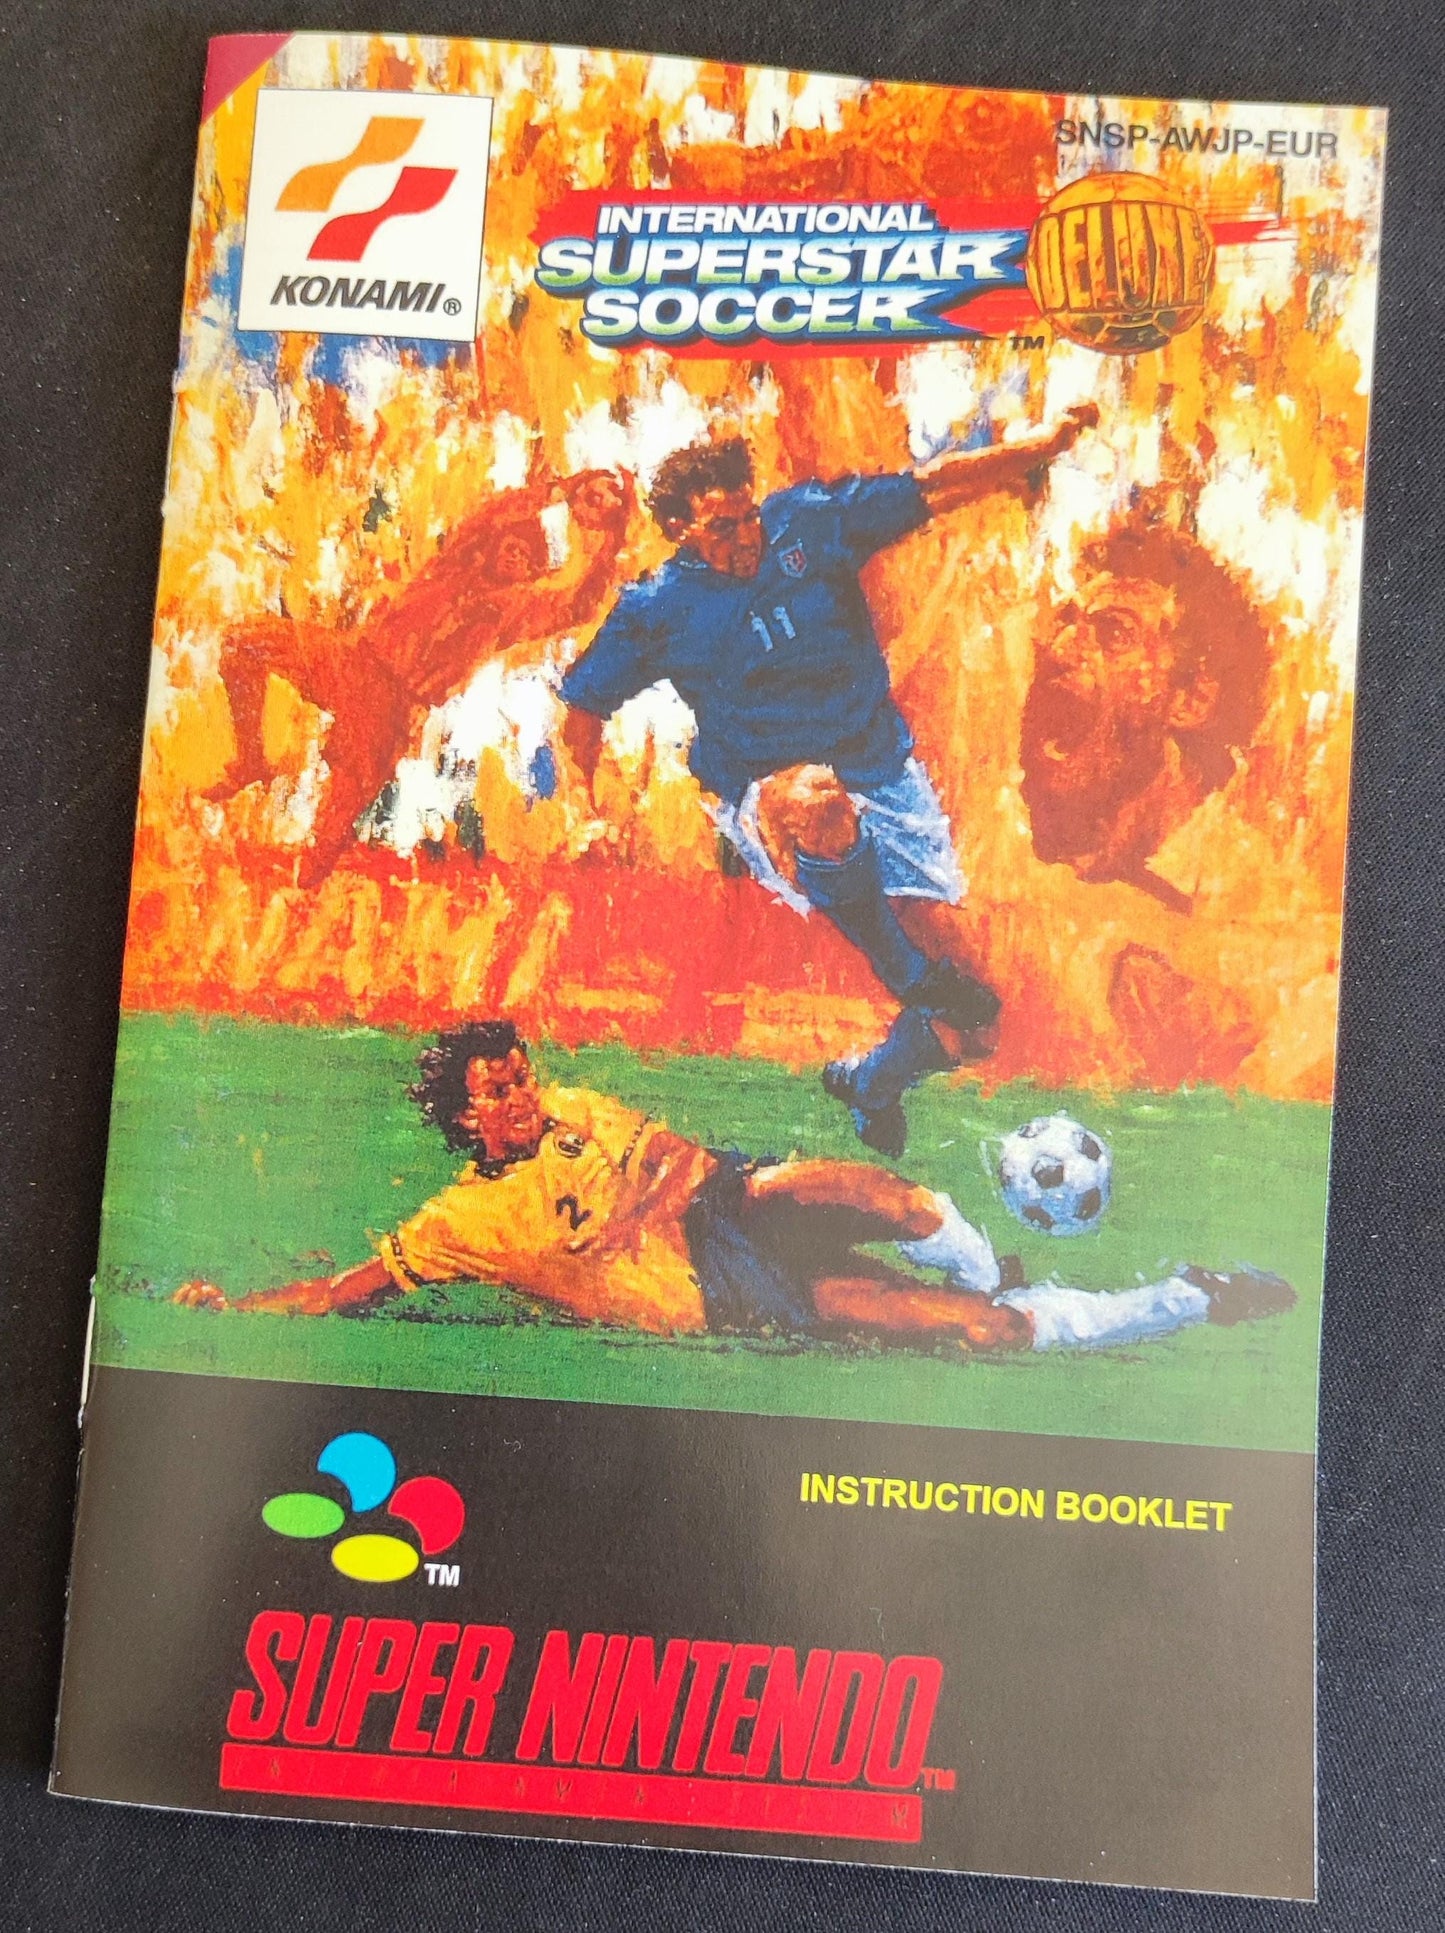 KONAMI®
SNSP-AWJP-EUR
INTERNATIONAL
SUPERSTAR
SOCCER
TM
DELUXE
11
2
INSTRUCTION BOOKLET
TM
SUPER NINTENDO
TM